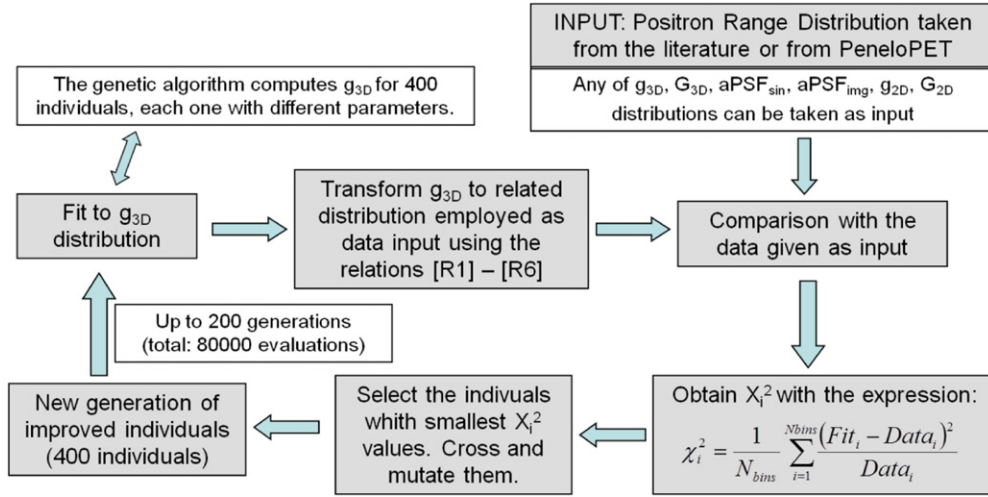 INPUT: Positron Range Distribution taken
from the literature or from PeneloPET
Any of g3D, G3D, aPSFsin, aPSFimg, g2D, G2D
distributions can be taken as input
The genetic algorithm computes g3D for 400
individuals, each one with different parameters.
Fit to g3D
distribution
Transform g3D to related
distribution employed as
data input using the
relations [R1] – [R6]
Comparison with the
data given as input
Up to 200 generations
(total: 80000 evaluations)
New generation of
improved individuals
(400 individuals)
Select the indivuals
whith smallest Xi2
values. Cross and
mutate them.
Obtain Xi2 with the expression:
χi2 = 1/Nbins ∑i=1Nbins (Fiti − Datai)2/Datai